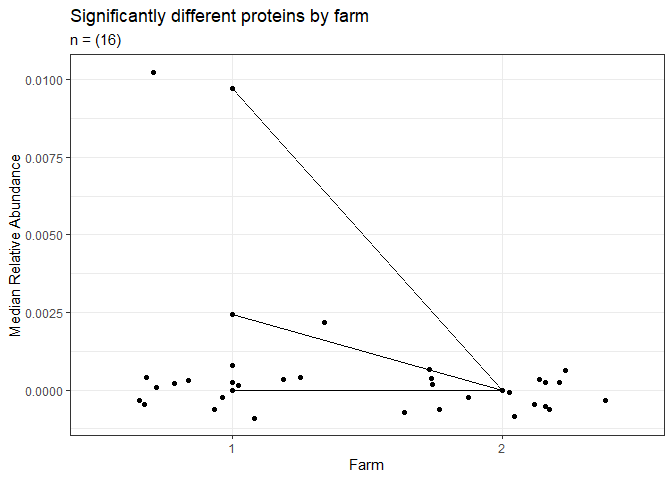 Significantly different proteins by farm
n = (16)
Median Relative Abundance
0.0100
0.0075
0.0050
0.0025
0.0000
1
2
Farm